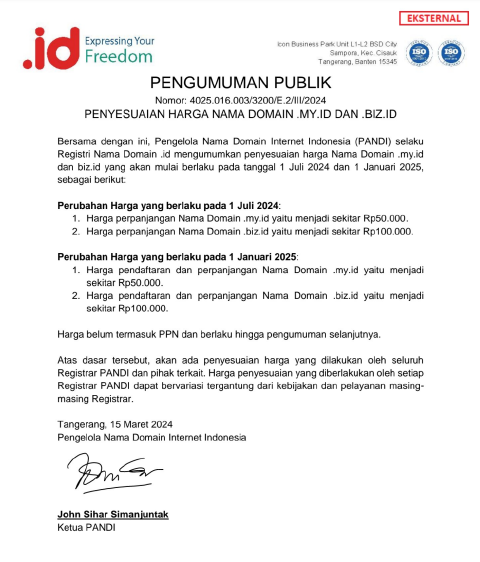 EKSTERNAL
.id
Expressing Your
Freedom
Icon Business Park Unit L1-L2 BSD City
Sampora, Kec. Cisauk
Tangerang, Banten 15345
ISO
ISO
PENGUMUMAN PUBLIK
Nomor: 4025.016.003/3200/E.2/III/2024
PENYESUAIAN HARGA NAMA DOMAIN .MY.ID DAN .BIZ.ID
Bersama dengan ini, Pengelola Nama Domain Internet Indonesia (PANDI) selaku
Registri Nama Domain .id mengumumkan penyesuaian harga Nama Domain .my.id
dan biz.id yang akan mulai berlaku pada tanggal 1 Juli 2024 dan 1 Januari 2025,
sebagai berikut:
Perubahan Harga yang berlaku pada 1 Juli 2024:
1. Harga perpanjangan Nama Domain .my.id yaitu menjadi sekitar Rp50.000.
2. Harga perpanjangan Nama Domain .biz.id yaitu menjadi sekitar Rp100.000.
Perubahan Harga yang berlaku pada 1 Januari 2025:
1. Harga pendaftaran dan perpanjangan Nama Domain .my.id yaitu menjadi
sekitar Rp50.000.
2. Harga pendaftaran dan perpanjangan Nama Domain .biz.id yaitu menjadi
sekitar Rp100.000.
Harga belum termasuk PPN dan berlaku hingga pengumuman selanjutnya.
Atas dasar tersebut, akan ada penyesuaian harga yang dilakukan oleh seluruh
Registrar PANDI dan pihak terkait. Harga penyesuaian yang diberlakukan oleh setiap
Registrar PANDI dapat bervariasi tergantung dari kebijakan dan pelayanan masing-
masing Registrar.
Tangerang, 15 Maret 2024
Pengelola Nama Domain Internet Indonesia
John Sihar Simanjuntak
Ketua PANDI